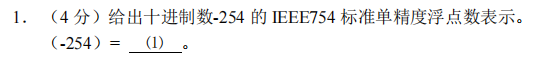 1. （4 分）给出十进制数-254 的 IEEE754 标准单精度浮点数表示。
（-254）= (1) 。